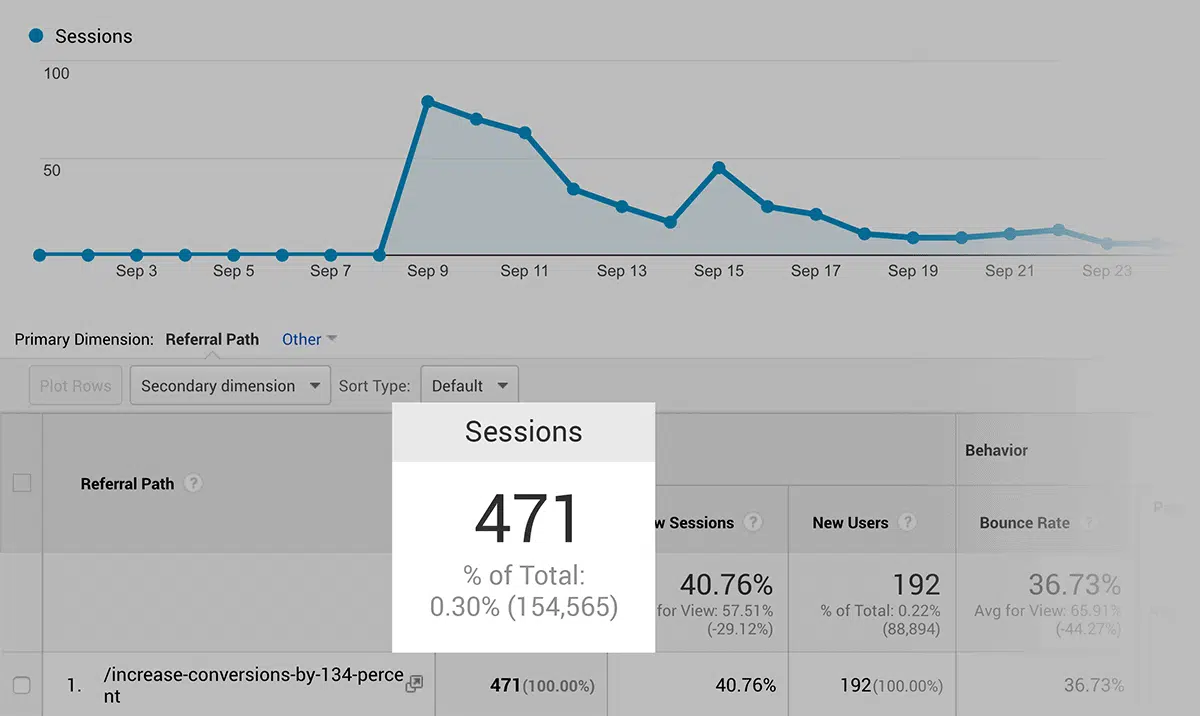 Sessions
100
50
Sep 3 Sep 5 Sep 7 Sep 9 Sep 11 Sep 13 Sep 15 Sep 17 Sep 19 Sep 21 Sep 23
Primary Dimension: Referral Path Other
Plot Rows Secondary dimension Sort Type: Default
Sessions
Behavior
Referral Path ?
w Sessions ? New Users ? Bounce Rate ?
471
% of Total:
0.30% (154,565)
40.76%
for View: 57.51%
(-29.12%)
192
% of Total: 0.22%
(88,894)
36.73%
Avg for View: 65.91%
(-44.27%)
1. /increase-conversions-by-134-perce
nt
471(100.00%) 40.76% 192(100.00%) 36.73%